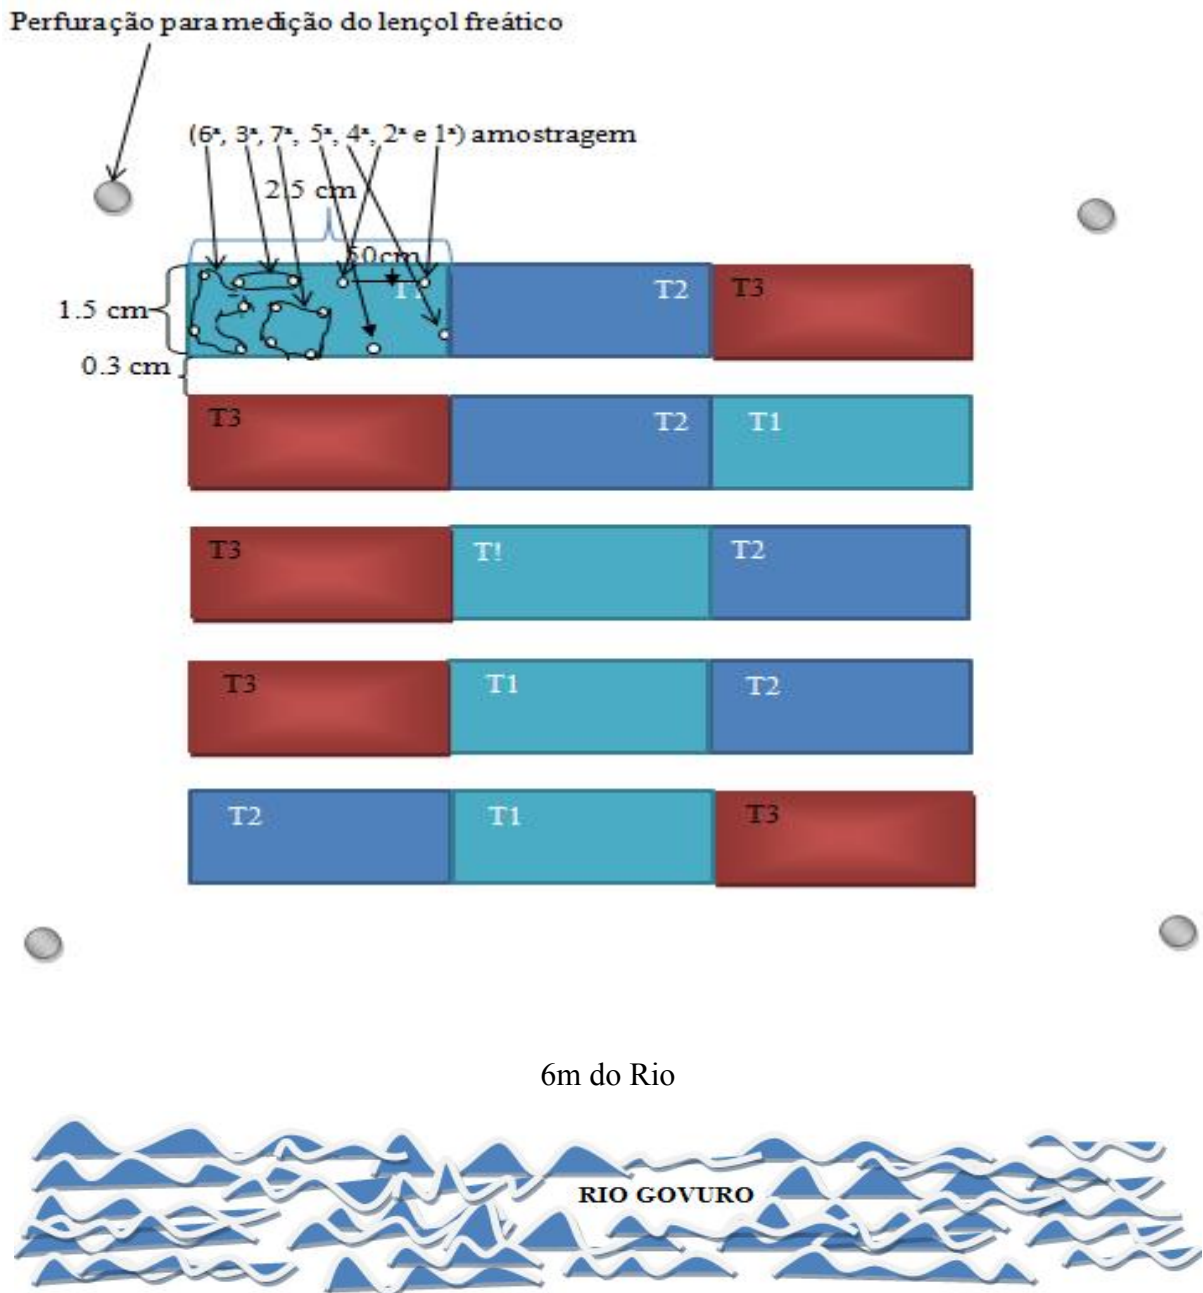 Perfuração para medição do lençol freático
(6ª, 3ª, 7ª, 5ª, 4ª, 2ª e 1ª) amostragem
2.5 cm
50cm
1.5 cm
T1
T2
T3
0.3 cm
T3
T2
T1
T3
T!
T2
T3
T1
T2
T2
T1
T3
6m do Rio
RIO GOVURO